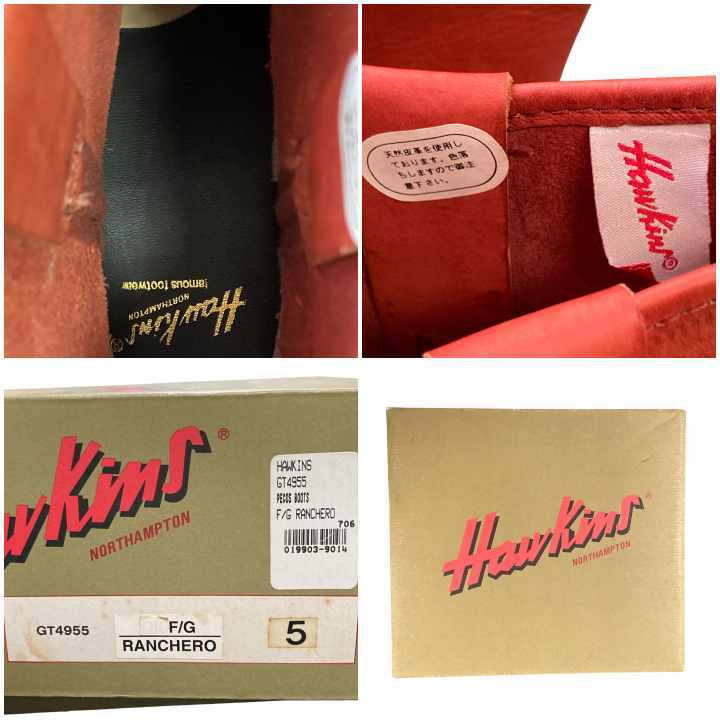 famous footwear
NORTHAMPTON
Hawkins®
天然皮革を使用し
ております。色落
ちしますので御注
意下さい。
Hawkins®
Hawkins®
NORTHAMPTON
HAWKINS
GT4955
PECOS BOOTS
F/G RANCHERO
706
019903-9014
GT4955
F/G
RANCHERO
5
Hawkins®
NORTHAMPTON